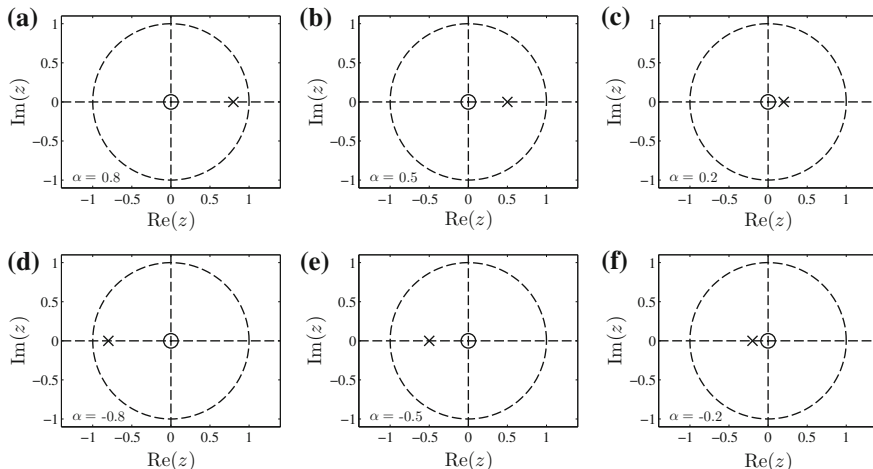 (a)
1
0.5
0
−0.5
−1
Im(z)
α = 0.8
−1 −0.5 0 0.5 1
Re(z)
(b)
1
0.5
0
−0.5
−1
Im(z)
α = 0.5
−1 −0.5 0 0.5 1
Re(z)
(c)
1
0.5
0
−0.5
−1
Im(z)
α = 0.2
−1 −0.5 0 0.5 1
Re(z)
(d)
1
0.5
0
−0.5
−1
Im(z)
α = -0.8
−1 −0.5 0 0.5 1
Re(z)
(e)
1
0.5
0
−0.5
−1
Im(z)
α = -0.5
−1 −0.5 0 0.5 1
Re(z)
(f)
1
0.5
0
−0.5
−1
Im(z)
α = -0.2
−1 −0.5 0 0.5 1
Re(z)